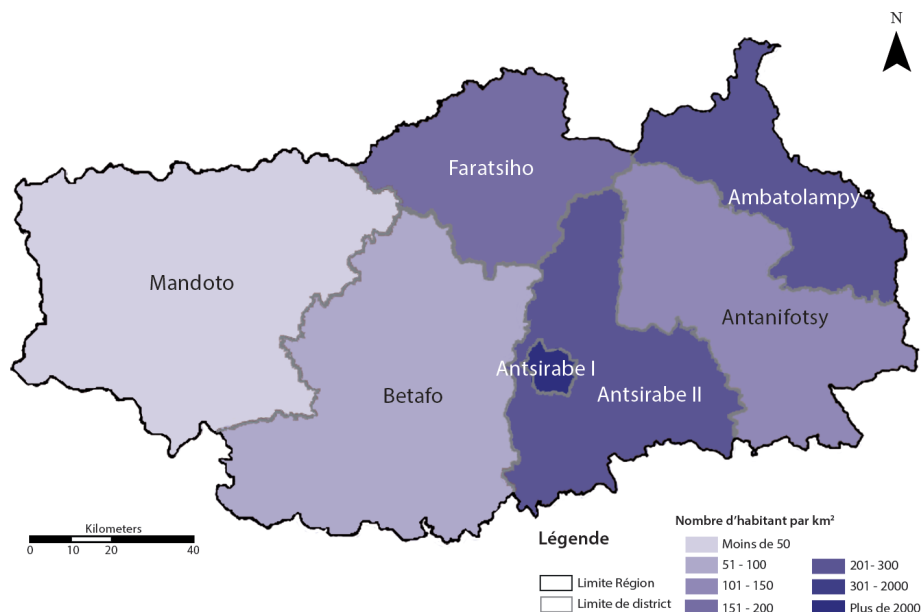 N
Faratsiho
Ambatolampy
Mandoto
Antanifotsy
Antsirabe I
Betafo
Antsirabe II
Kilometers
0 10 20 40
Légende
Limite Région
Limite de district
Nombre d'habitant par km²
Moins de 50
51 - 100
101 - 150
151 - 200
201- 300
301 - 2000
Plus de 2000